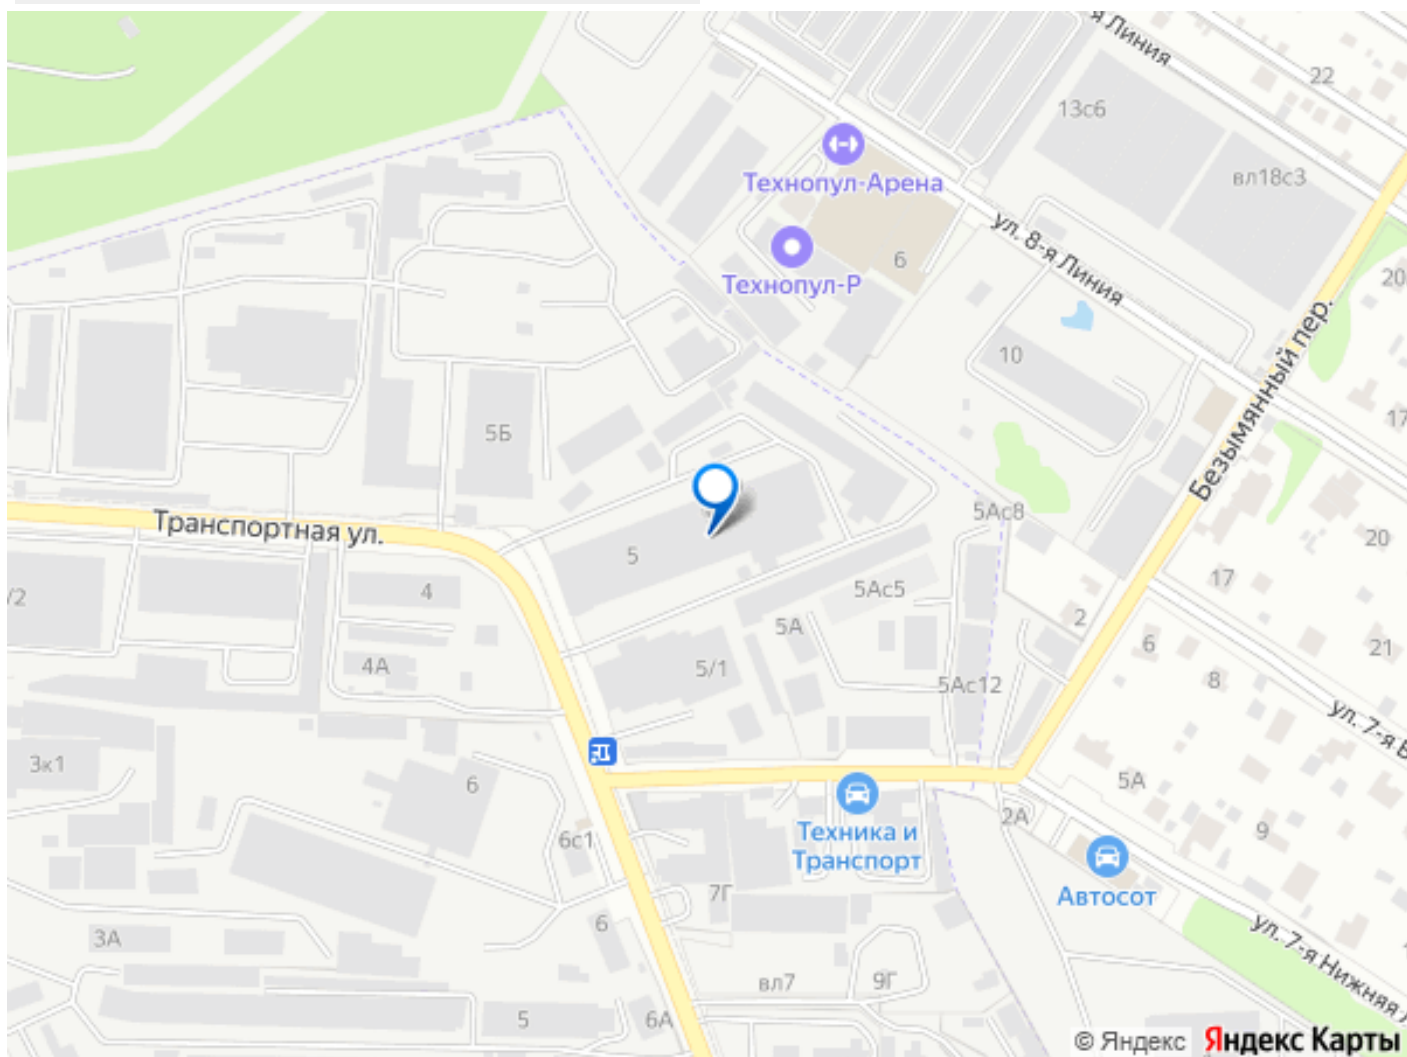 я Линия
22
13с6
вл18с3
Технопул-Арена
ул. 8-я Линия
6
Технопул-Р
20
Безымянный пер.
10
17
5Б
5Ас8
Транспортная ул.
20
5
17
5Ас5
4
/2
2
5А
6
21
4А
5/1
8
5Ас12
ул. 7-я В
3к1
6
5А
2А
9
Техника и
Транспорт
6с1
Автосот
7Г
6
3А
ул. 7-я Нижняя Л
вл7
9Г
5
6А
© Яндекс Яндекс Карты